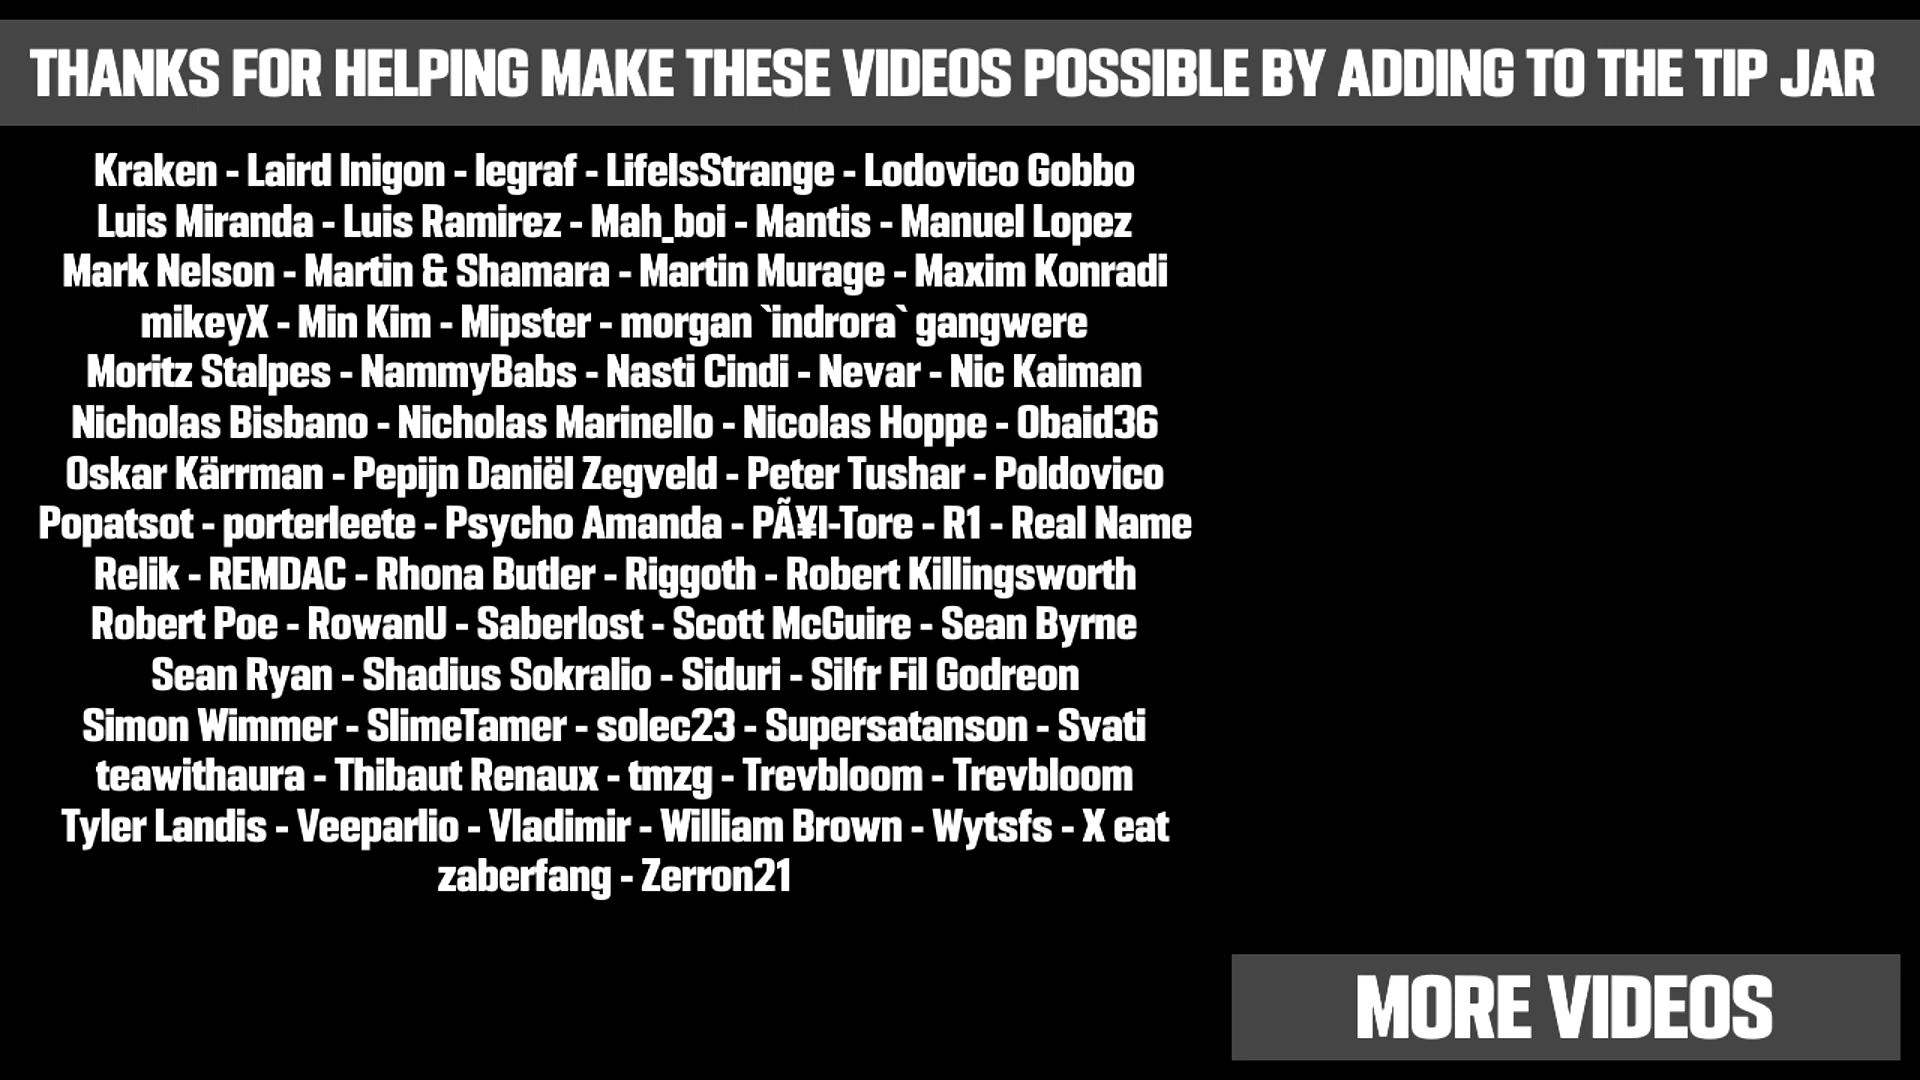 THANKS FOR HELPING MAKE THESE VIDEOS POSSIBLE BY ADDING TO THE TIP JAR
Kraken - Laird Inigon - legraf - LifeIsStrange - Lodovico Gobbo
Luis Miranda - Luis Ramirez - Mah_boi - Mantis - Manuel Lopez
Mark Nelson - Martin & Shamara - Martin Murage - Maxim Konradi
mikeyX - Min Kim - Mipster - morgan `indrora` gangwere
Moritz Stalpes - NammyBabs - Nasti Cindi - Nevar - Nic Kaiman
Nicholas Bisbano - Nicholas Marinello - Nicolas Hoppe - Obaid36
Oskar Kärrman - Pepijn Daniël Zegveld - Peter Tushar - Poldovico
Popatsot - porterleete - Psycho Amanda - PÃ¥l-Tore - R1 - Real Name
Relik - REMDAC - Rhona Butler - Riggoth - Robert Killingsworth
Robert Poe - RowanU - Saberlost - Scott McGuire - Sean Byrne
Sean Ryan - Shadius Sokralio - Siduri - Silfr Fil Godreon
Simon Wimmer - SlimeTamer - solec23 - Supersatanson - Svati
teawithaura - Thibaut Renaux - tmzg - Trevbloom - Trevbloom
Tyler Landis - Veeparlio - Vladimir - William Brown - Wytsfs - X eat
zaberfang - Zerron21
MORE VIDEOS